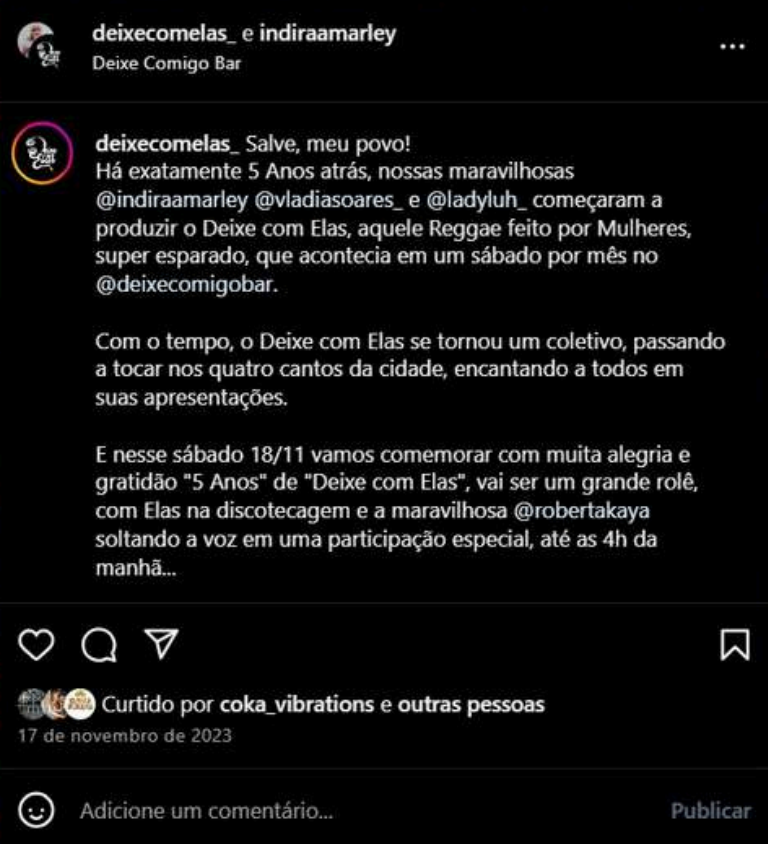 deixecomelas_ e indiraamarley
Deixe Comigo Bar
deixecomelas_ Salve, meu povo!
Há exatamente 5 Anos atrás, nossas maravilhosas
@indiraamarley @vladiasoares_ e @ladyluh_ começaram a
produzir o Deixe com Elas, aquele Reggae feito por Mulheres,
super esparado, que acontecia em um sábado por mês no
@deixecomigobar.
Com o tempo, o Deixe com Elas se tornou um coletivo, passando
a tocar nos quatro cantos da cidade, encantando a todos em
suas apresentações.
E nesse sábado 18/11 vamos comemorar com muita alegria e
gratidão "5 Anos" de "Deixe com Elas", vai ser um grande rolê,
com Elas na discotecagem e a maravilhosa @robertakaya
soltando a voz em uma participação especial, até as 4h da
manhã...
Curtido por coka_vibrations e outras pessoas
17 de novembro de 2023
Adicione um comentário...
Publicar